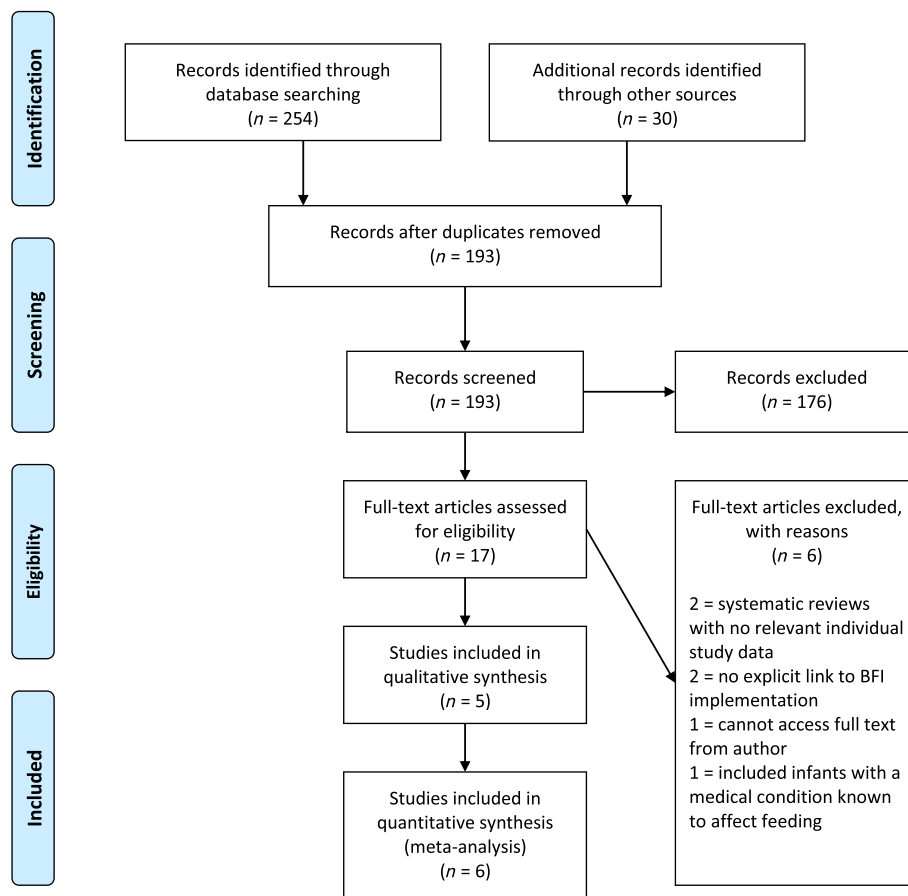 Identification
Records identified through
database searching
(n = 254)
Additional records identified
through other sources
(n = 30)
Records after duplicates removed
(n = 193)
Screening
Records screened
(n = 193)
Records excluded
(n = 176)
Eligibility
Full-text articles assessed
for eligibility
(n = 17)
Full-text articles excluded,
with reasons
(n = 6)
2 = systematic reviews
with no relevant individual
study data
2 = no explicit link to BFI
implementation
1 = cannot access full text
from author
1 = included infants with a
medical condition known
to affect feeding
Studies included in
qualitative synthesis
(n = 5)
Included
Studies included in
quantitative synthesis
(meta-analysis)
(n = 6)